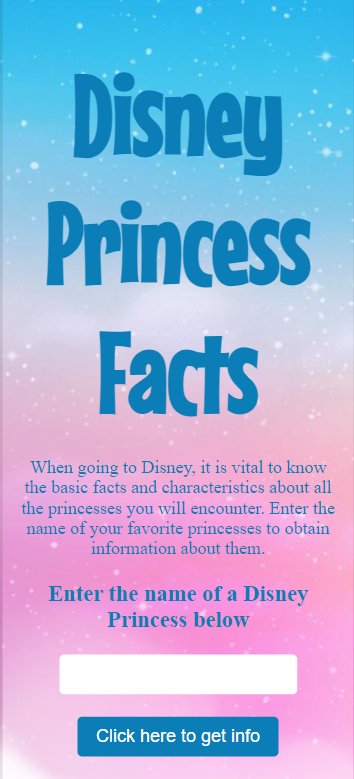 Disney
Princess
Facts
When going to Disney, it is vital to know
the basic facts and characteristics about all
the princesses you will encounter. Enter the
name of your favorite princesses to obtain
information about them.
Enter the name of a Disney
Princess below
Click here to get info